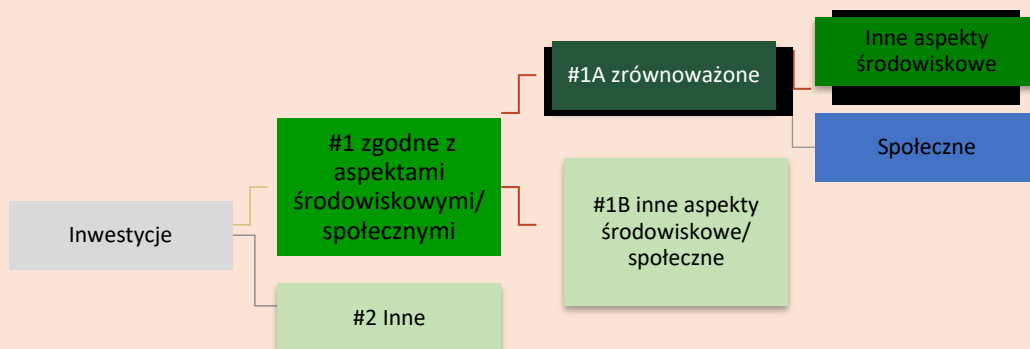 Inwestycje
#1 zgodne z
aspektami
środowiskowymi/
społecznymi
#2 Inne
#1A zrównoważone
#1B inne aspekty
środowiskowe/
społeczne
Inne aspekty
środowiskowe
Społeczne